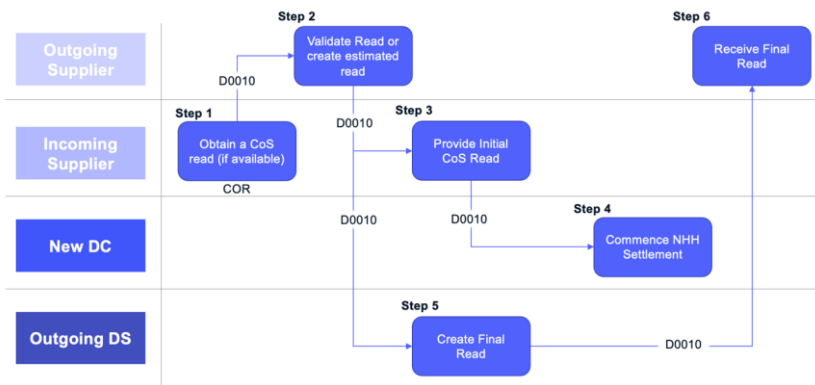 Step 2
Step 6
Outgoing
Supplier
Validate Read or
create estimated
read
Receive Final
Read
D0010
Step 1
Step 3
D0010
Incoming
Supplier
Obtain a CoS
read (if available)
Provide Initial
CoS Read
COR
D0010
D0010
Step 4
New DC
Commence NHH
Settlement
Step 5
Outgoing DS
Create Final
Read
D0010